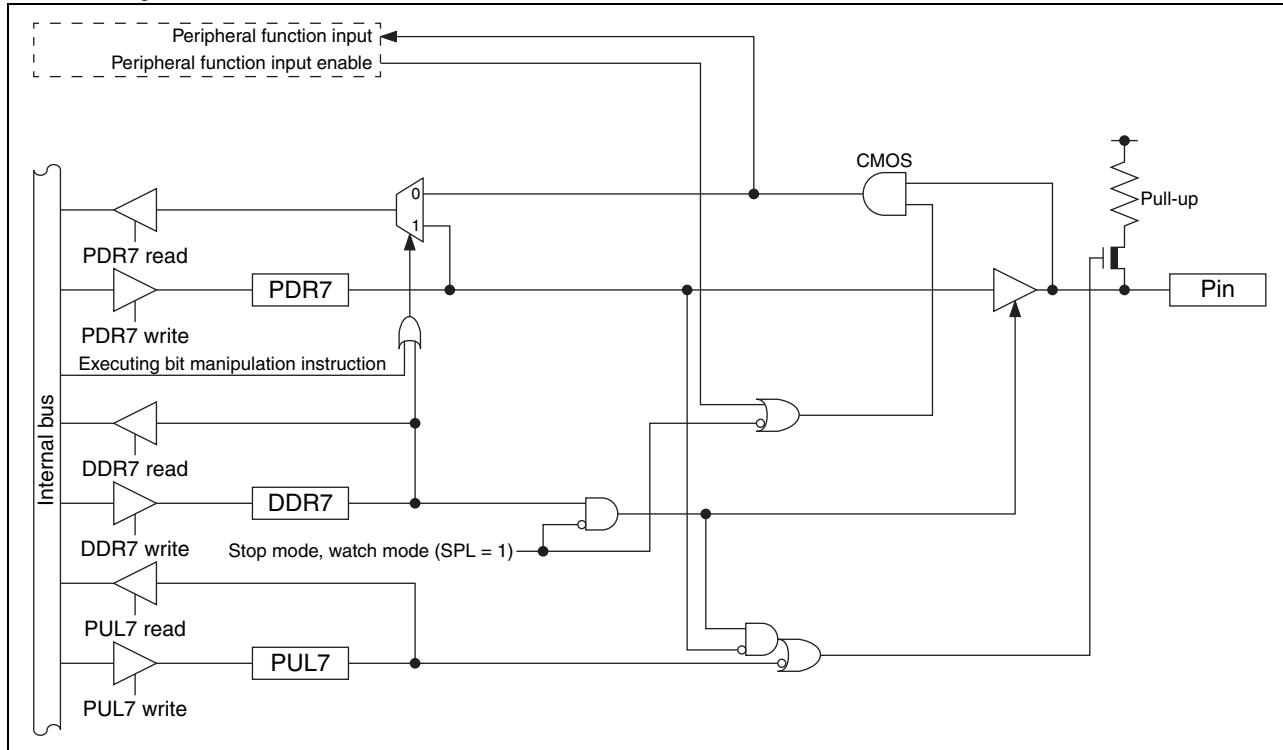 Peripheral function input
Peripheral function input enable
CMOS
Pull-up
0
1
PDR7 read
PDR7
Pin
PDR7 write
Executing bit manipulation instruction
Internal bus
DDR7 read
DDR7
DDR7 write
Stop mode, watch mode (SPL = 1)
PUL7 read
PUL7
PUL7 write